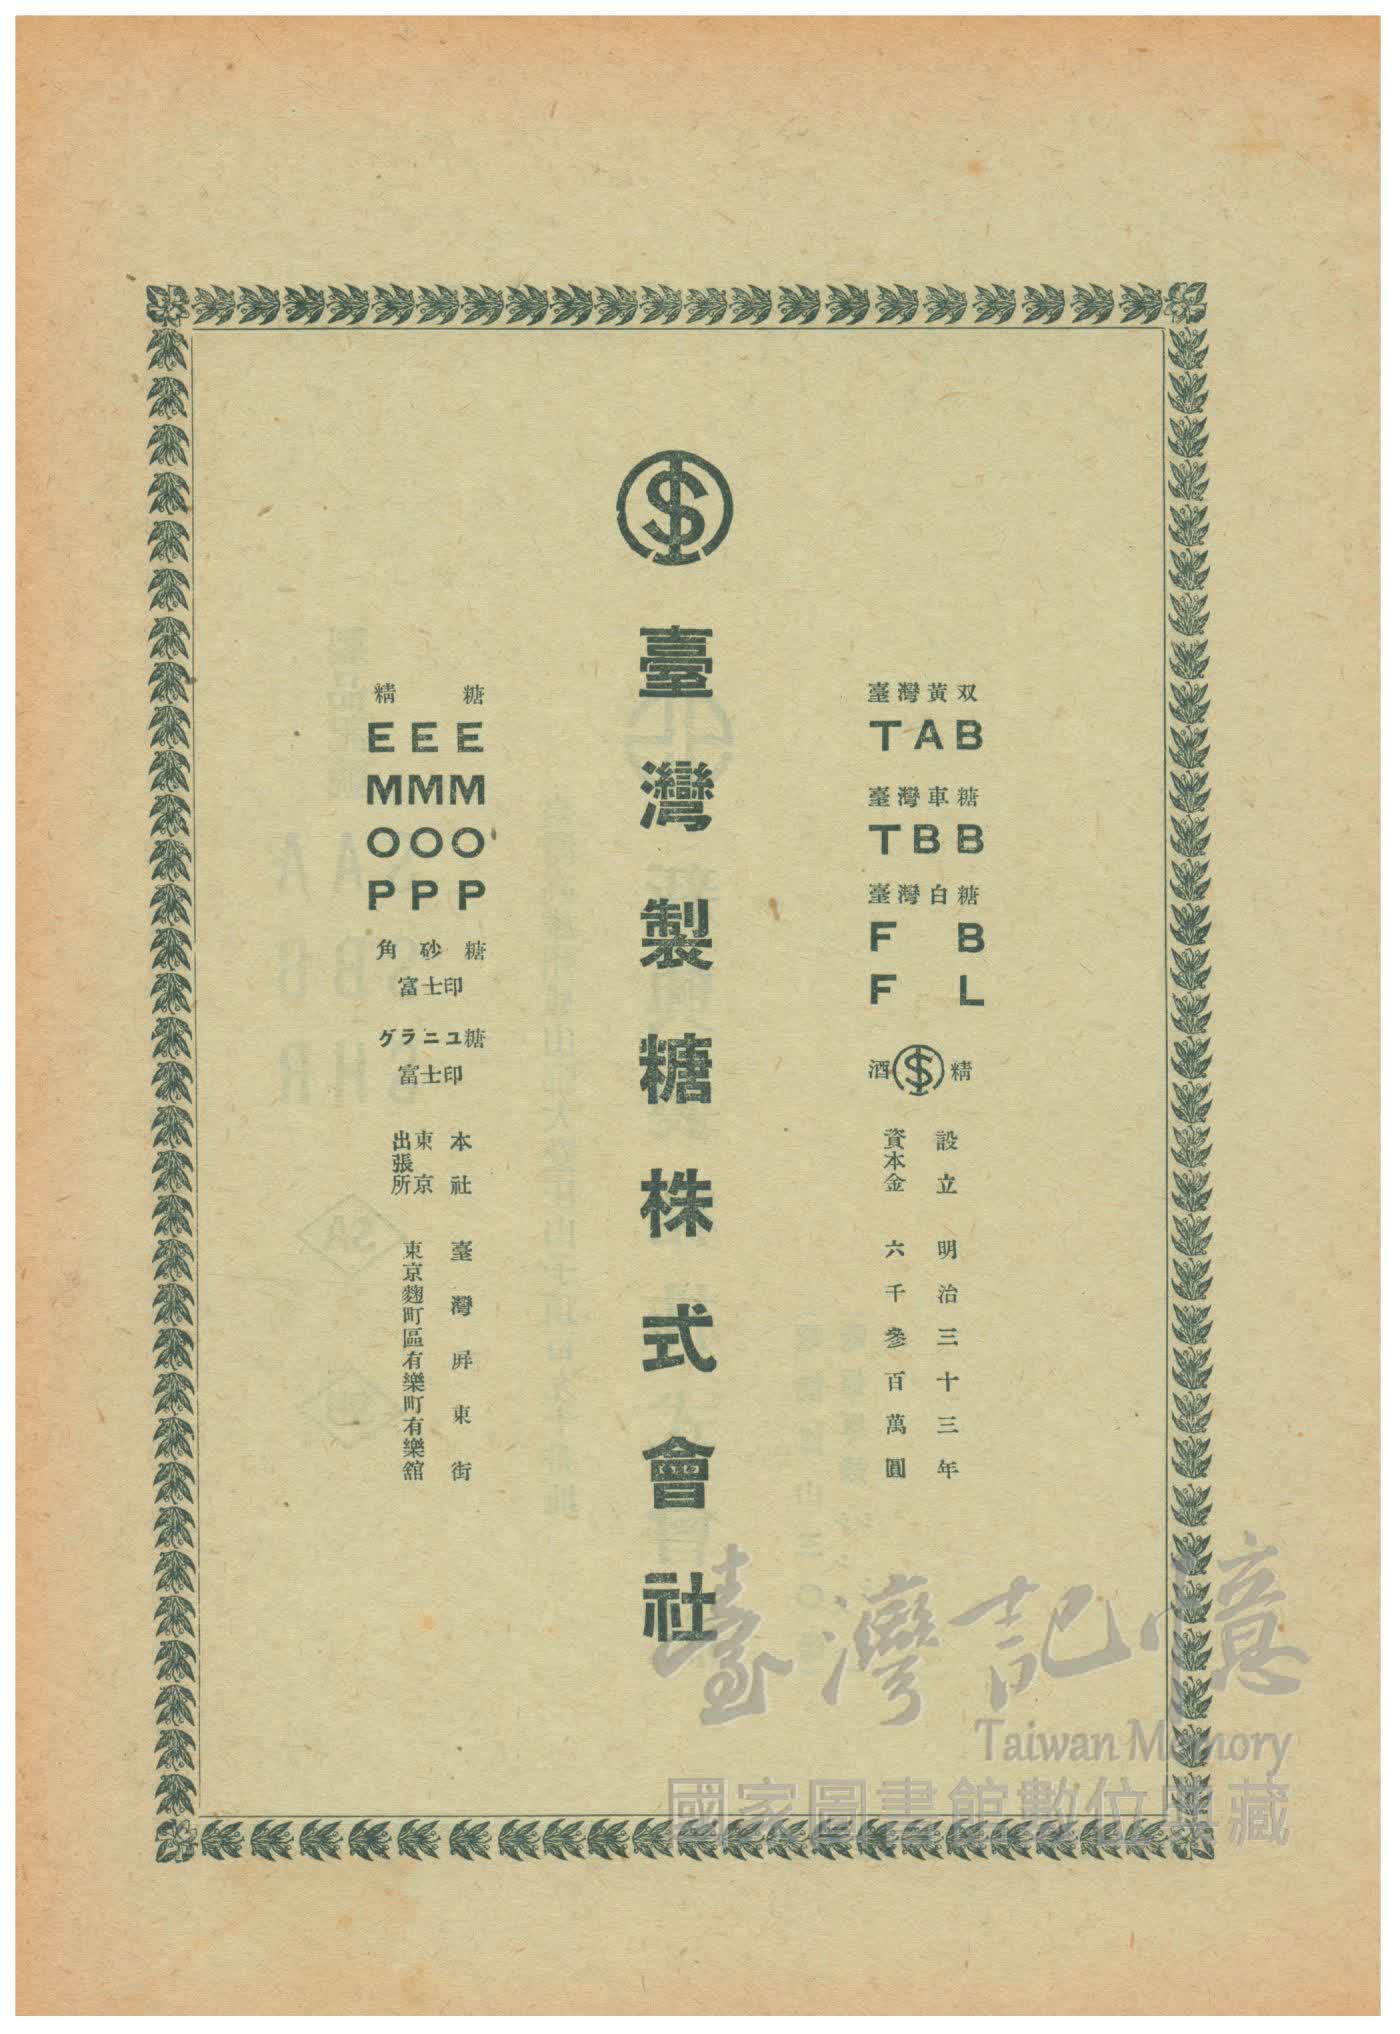 臺灣黃双
TAB
臺灣車糖
TBB
臺灣白糖
F B
F L
酒精
設立 明治三十三年
資本金 六千參百萬圓
臺灣製糖株式會社
精糖
EEE
MMM
OOO
PPP
角砂糖
富士印
グラニユ糖
富士印
本社 臺灣屏東街
東京出張所 東京麴町區有樂町有樂舘
臺灣記憶
Taiwan Memory
國家圖書館數位典藏